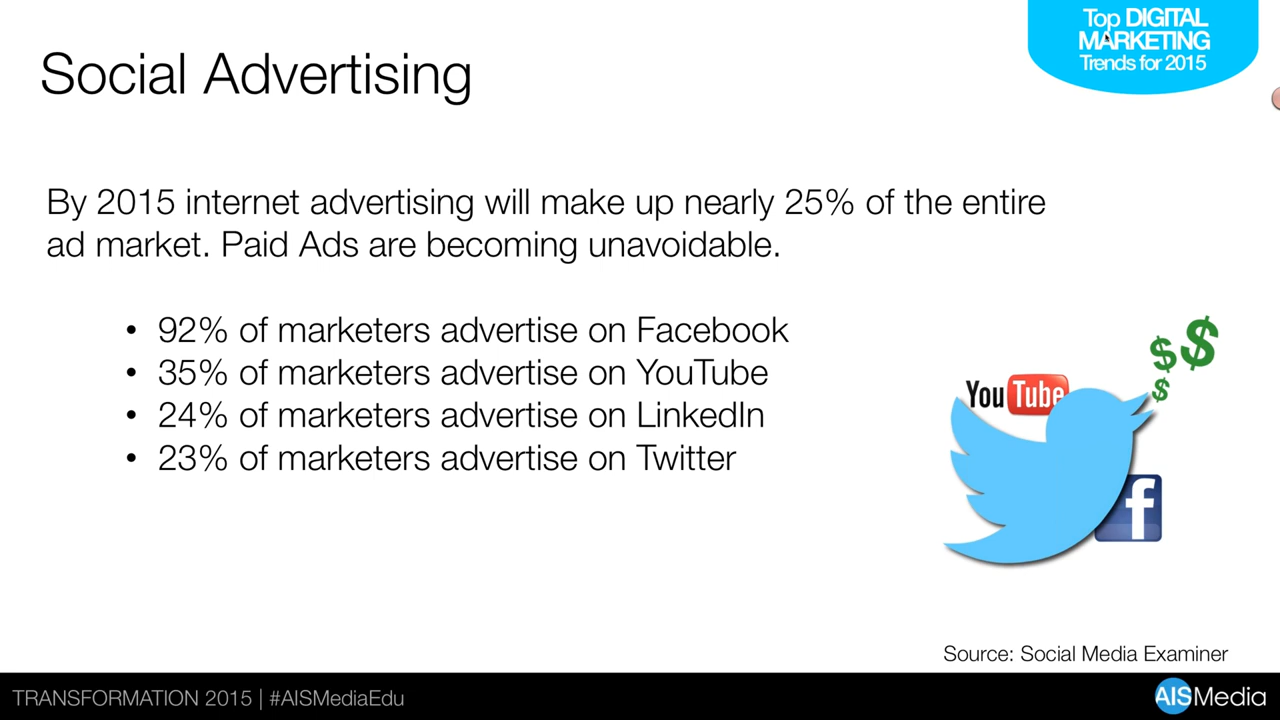 Top DIGITAL
MARKETING
Trends for 2015
Social Advertising
By 2015 internet advertising will make up nearly 25% of the entire
ad market. Paid Ads are becoming unavoidable.
• 92% of marketers advertise on Facebook
• 35% of marketers advertise on YouTube
• 24% of marketers advertise on LinkedIn
• 23% of marketers advertise on Twitter
$ $
$
YouTube
f
Source: Social Media Examiner
TRANSFORMATION 2015 | #AISMediaEdu
AISMedia